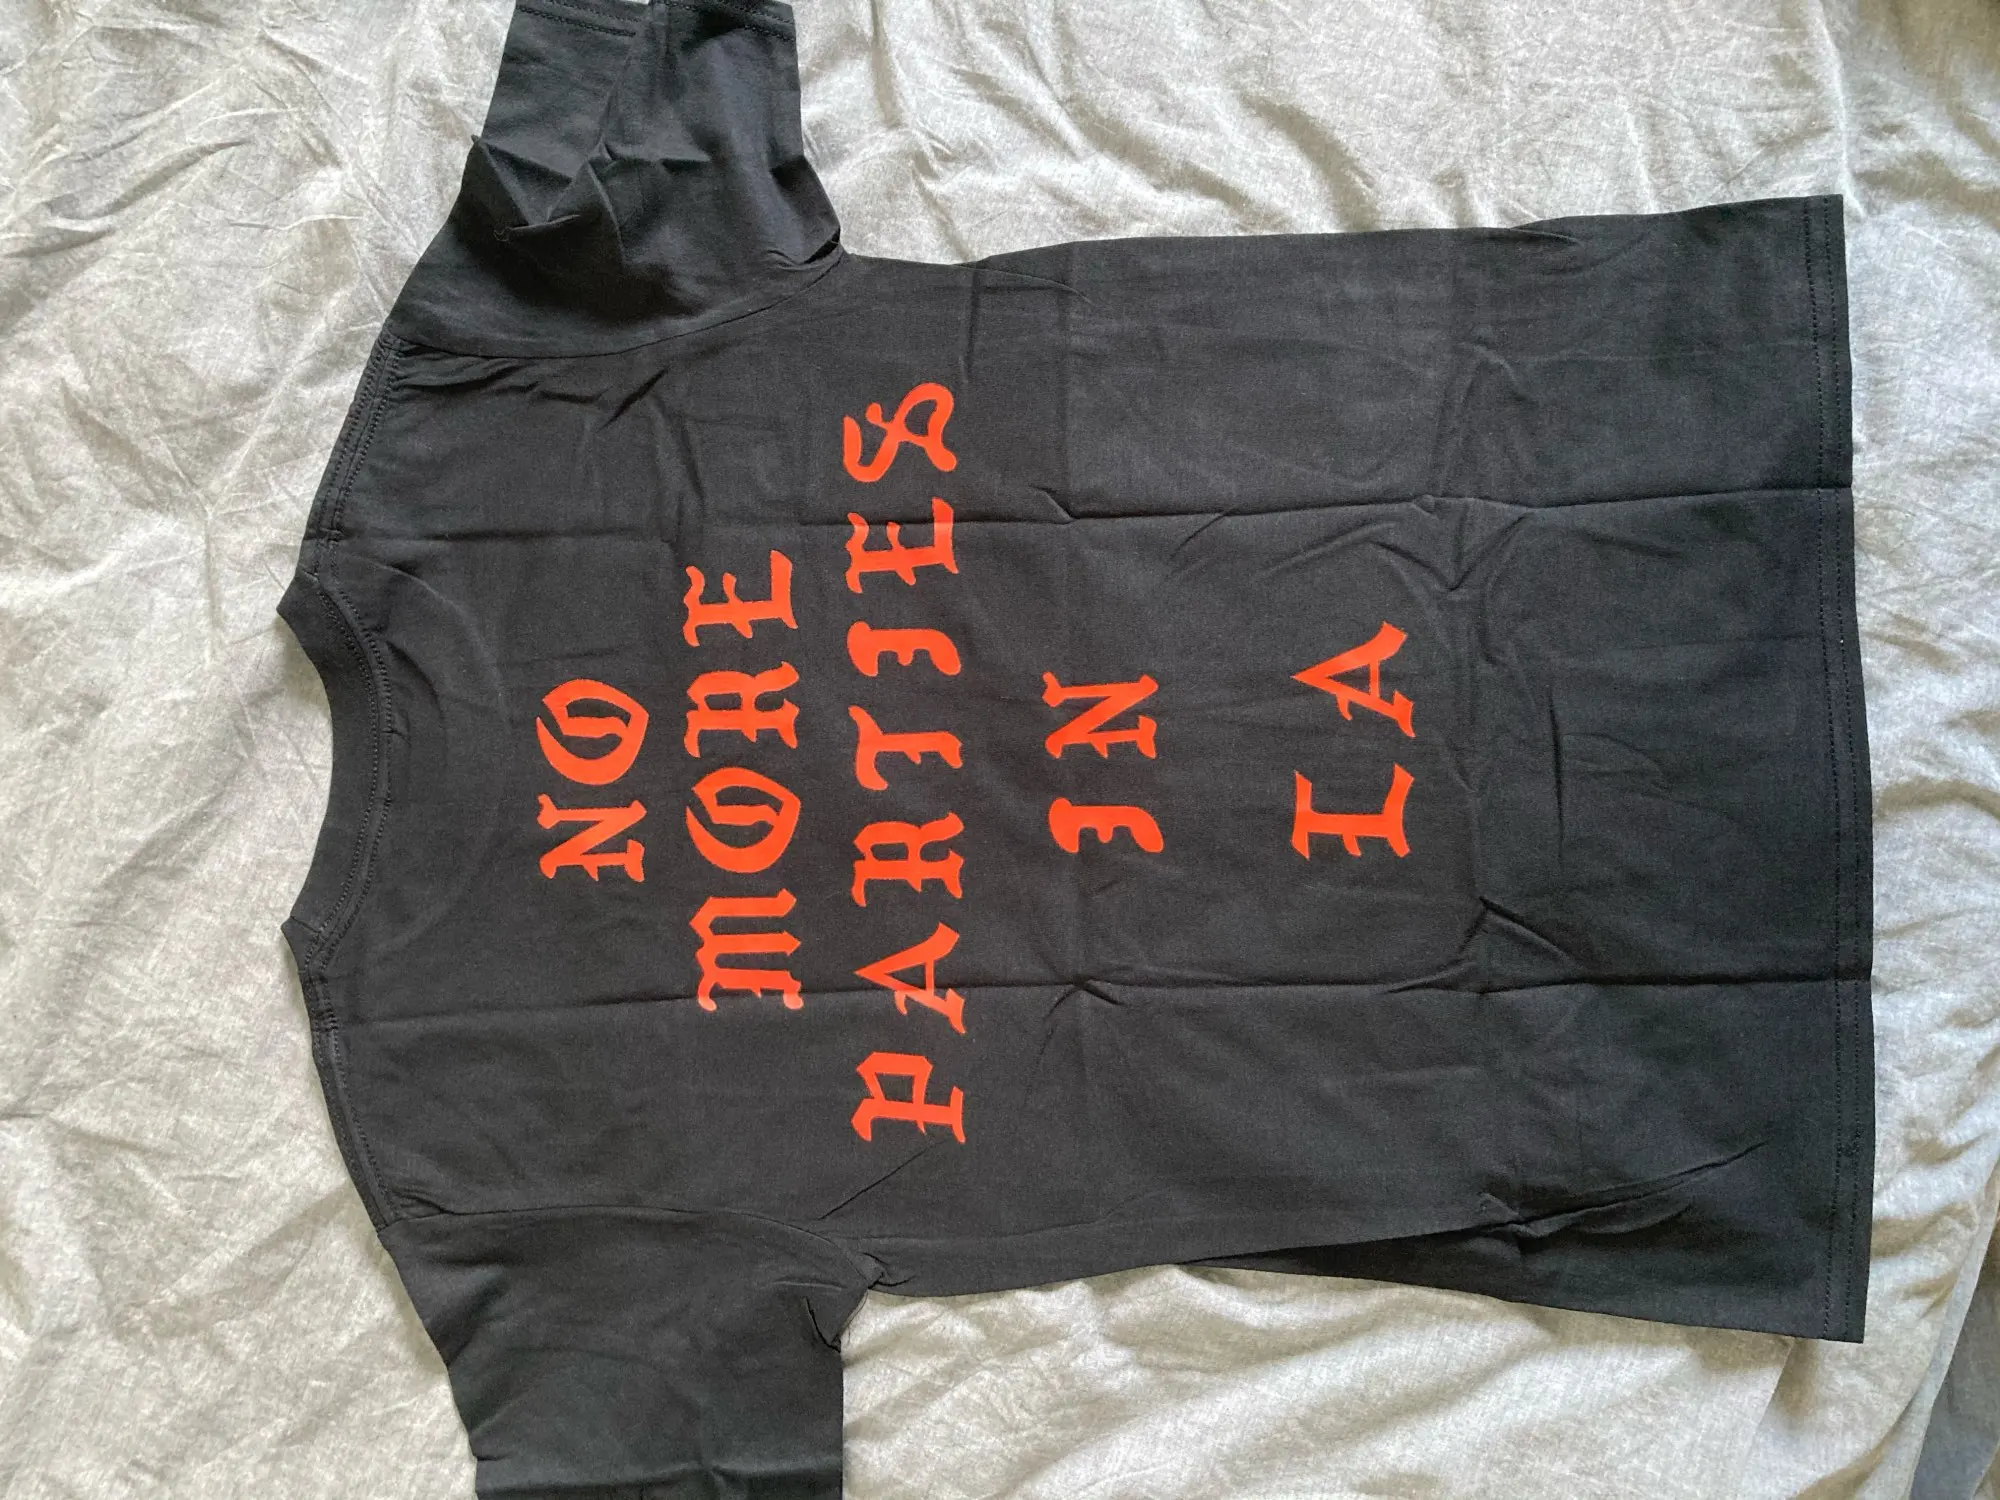 NO
MORE
PARTIES
IN
LA